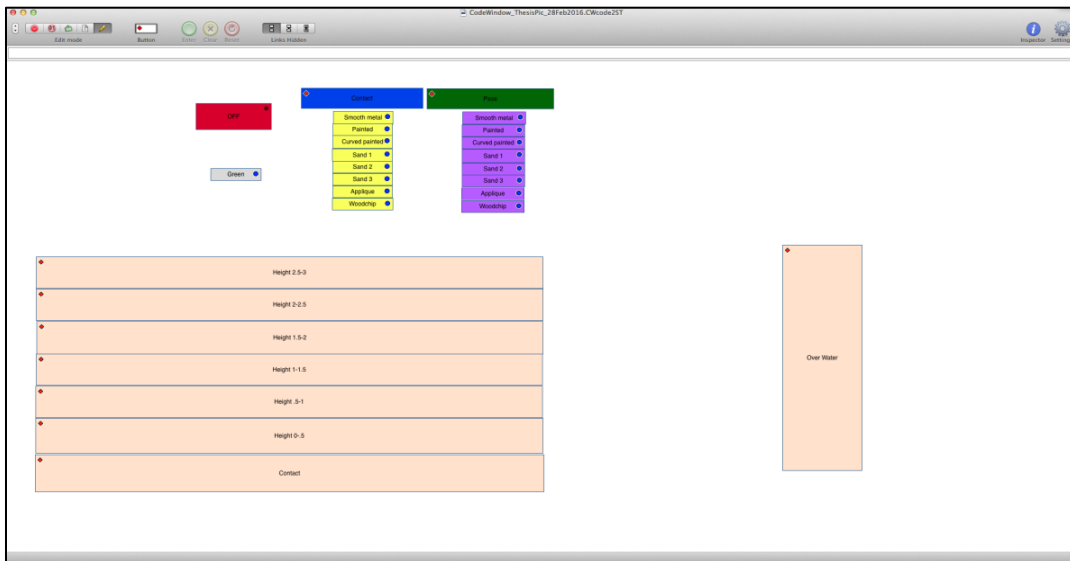 CodeWindow_ThesisPic_28Feb2016.CWcode2ST
Edit mode Button Enter Clear Reset Links Hidden Inspector Settings
Contact Pass
OFF
Smooth metal Smooth metal
Painted Painted
Curved painted Curved painted
Sand 1 Sand 1
Green Sand 2 Sand 2
Sand 3 Sand 3
Applique Applique
Woodchip Woodchip
Height 2.5-3
Height 2-2.5
Height 1.5-2
Over Water
Height 1-1.5
Height .5-1
Height 0-.5
Contact